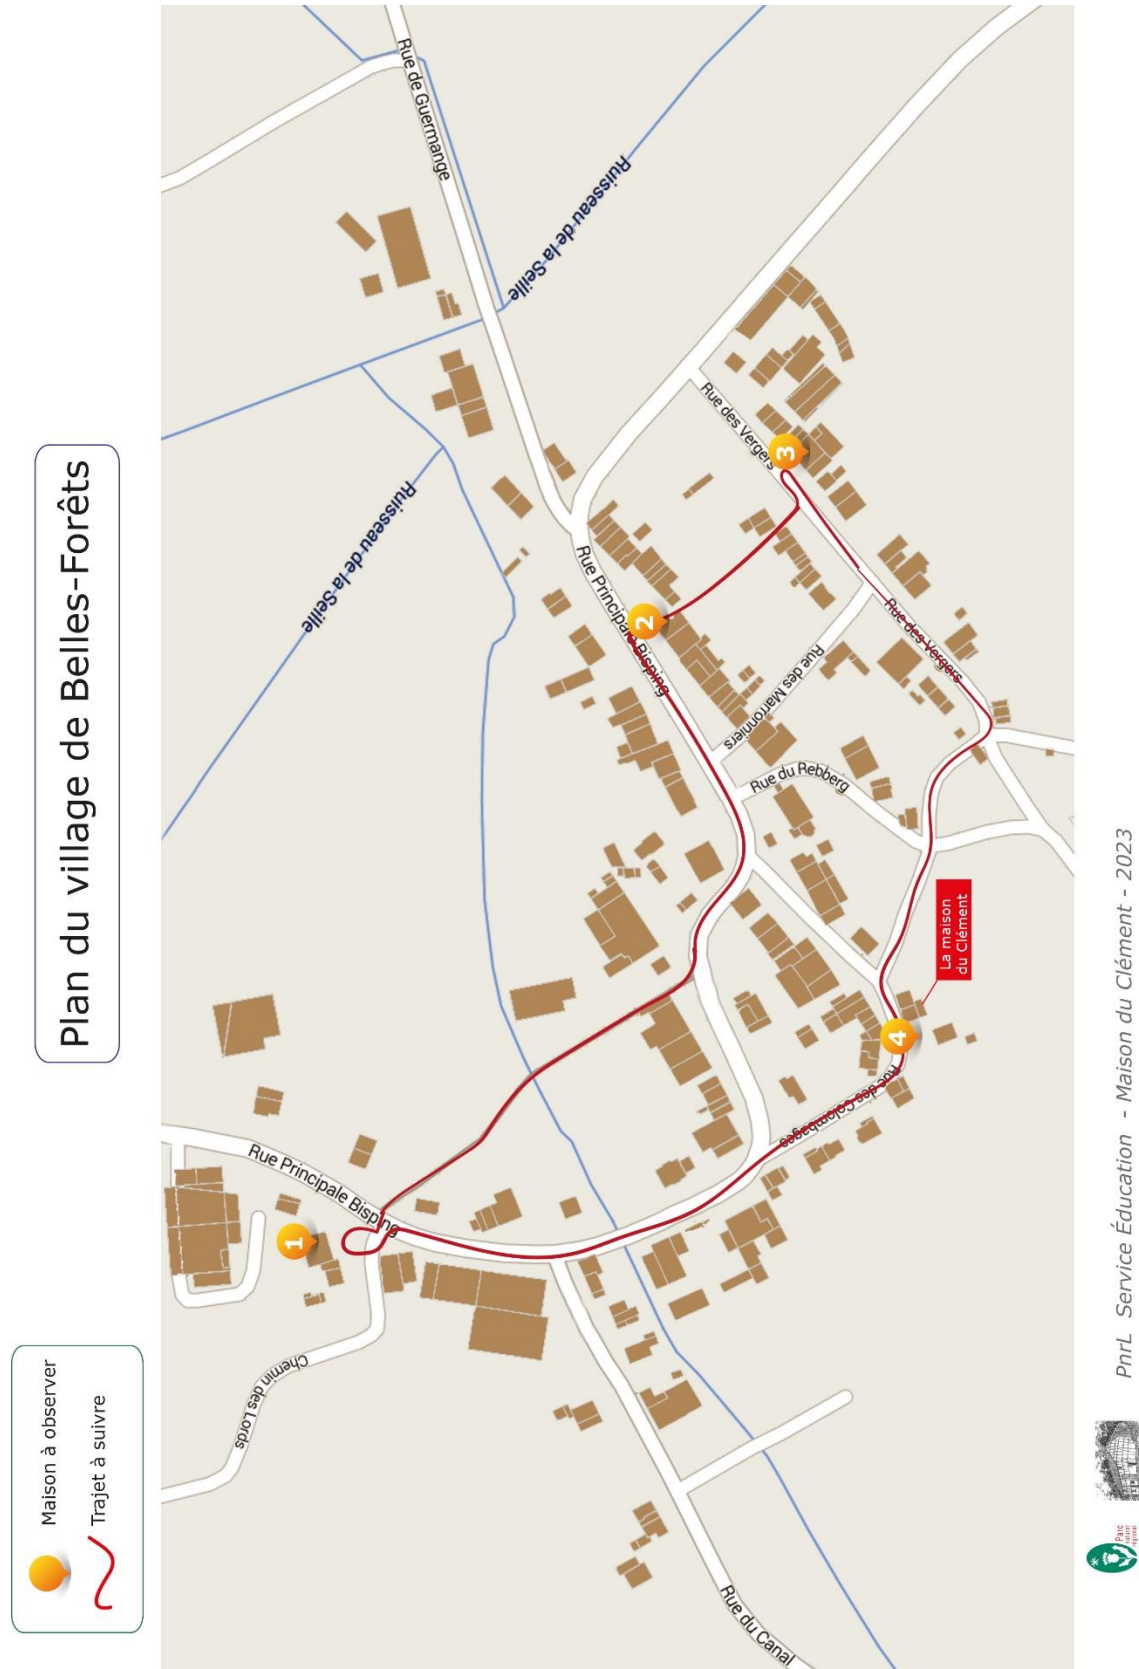 Plan du village de Belles-Forêts
Maison à observer
Trajet à suivre
Rue de Guermange
Ruisseau-de-la-Seille
Ruisseau-de-la-Seille
Rue des Vergers
3
Rue Principale Bisping
2
Rue des Marronniers
Rue des Vergers
Rue du Rebberg
La maison
du Clément
4
Rue des Colombages
Rue Principale Bisping
1
Chemin des Lords
Rue du Canal
Parc
naturel
régional
PnrL Service Éducation - Maison du Clément - 2023